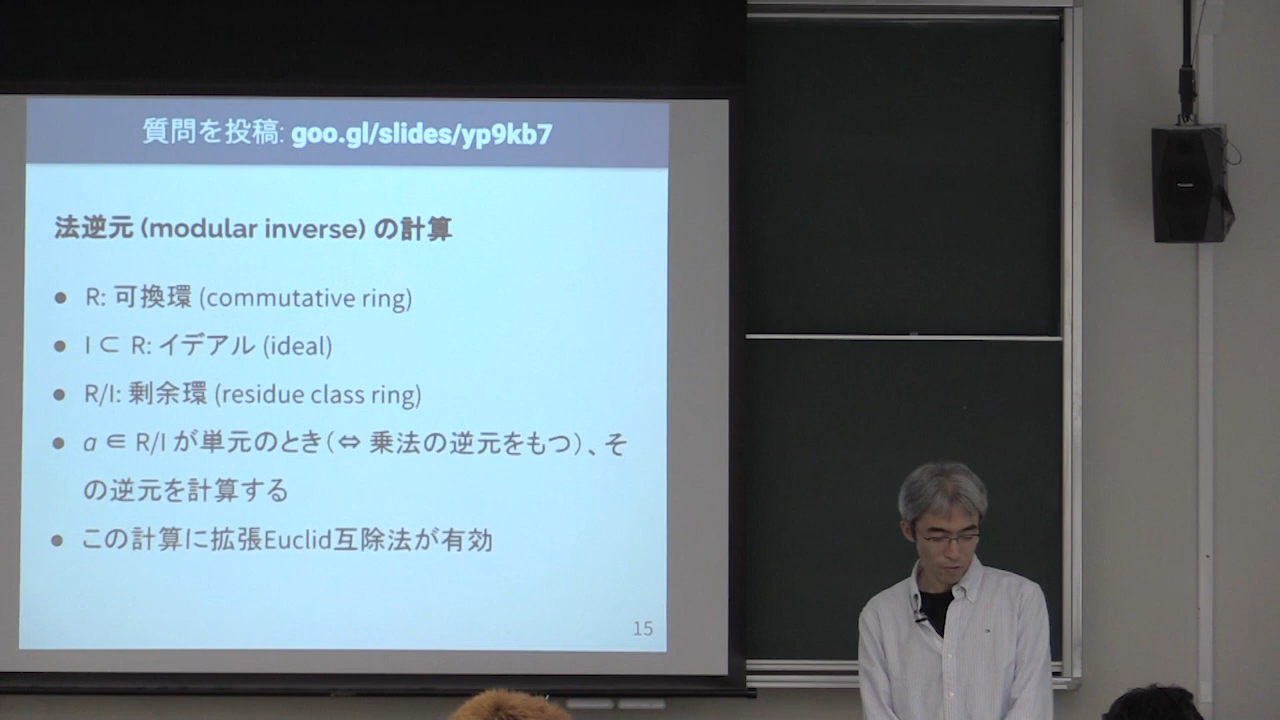 質問を投稿: goo.gl/slides/yp9kb7
法逆元 (modular inverse) の計算
● R: 可換環 (commutative ring)
● I ⊂ R: イデアル (ideal)
● R/I: 剰余環 (residue class ring)
● a ∈ R/I が単元のとき(⇔ 乗法の逆元をもつ)、そ
の逆元を計算する
● この計算に拡張Euclid互除法が有効
15